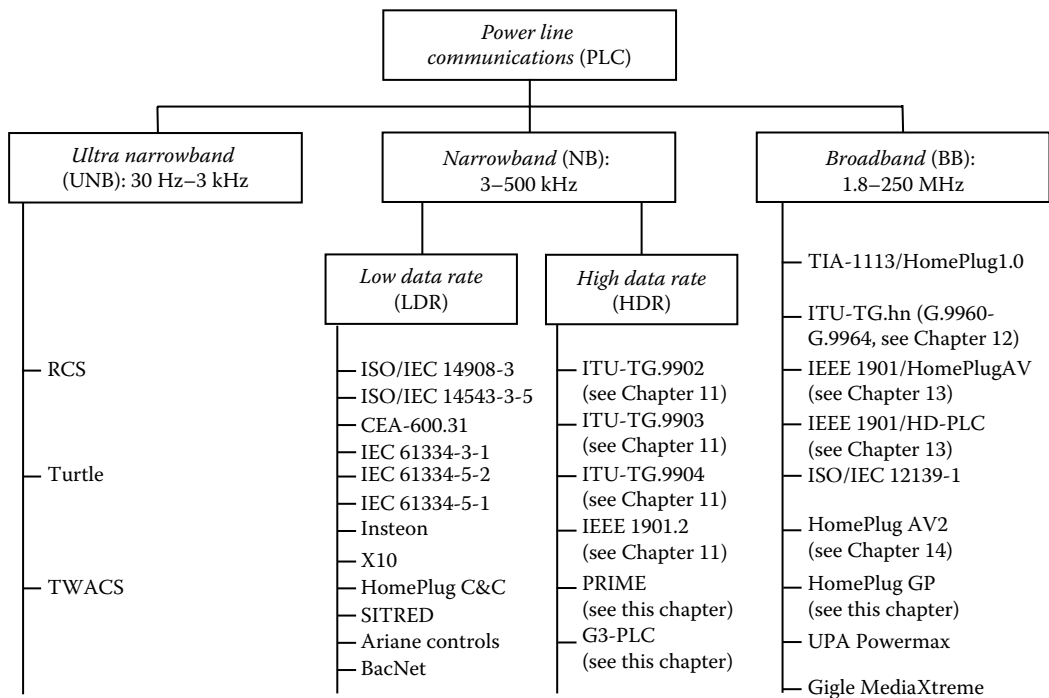 Power line
communications (PLC)
Ultra narrowband
(UNB): 30 Hz–3 kHz
Narrowband (NB):
3–500 kHz
Broadband (BB):
1.8–250 MHz
Low data rate
(LDR)
High data rate
(HDR)
RCS
Turtle
TWACS
ISO/IEC 14908-3
ISO/IEC 14543-3-5
CEA-600.31
IEC 61334-3-1
IEC 61334-5-2
IEC 61334-5-1
Insteon
X10
HomePlug C&C
SITRED
Ariane controls
BacNet
ITU-TG.9902
(see Chapter 11)
ITU-TG.9903
(see Chapter 11)
ITU-TG.9904
(see Chapter 11)
IEEE 1901.2
(see Chapter 11)
PRIME
(see this chapter)
G3-PLC
(see this chapter)
TIA-1113/HomePlug1.0
ITU-TG.hn (G.9960-
G.9964, see Chapter 12)
IEEE 1901/HomePlugAV
(see Chapter 13)
IEEE 1901/HD-PLC
(see Chapter 13)
ISO/IEC 12139-1
HomePlug AV2
(see Chapter 14)
HomePlug GP
(see this chapter)
UPA Powermax
Gigle MediaXtreme